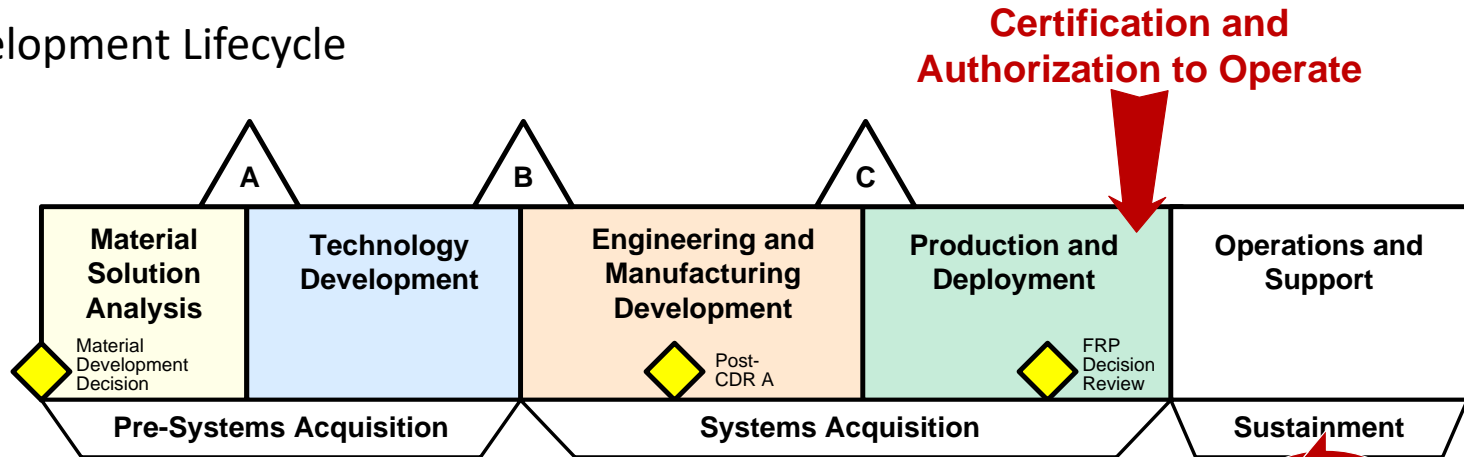 elopment Lifecycle
Certification and
Authorization to Operate
A
B
C
Material
Solution
Analysis
Technology
Development
Engineering and
Manufacturing
Development
Production and
Deployment
Operations and
Support
Material
Development
Decision
Post-
CDR A
FRP
Decision
Review
Pre-Systems Acquisition
Systems Acquisition
Sustainment